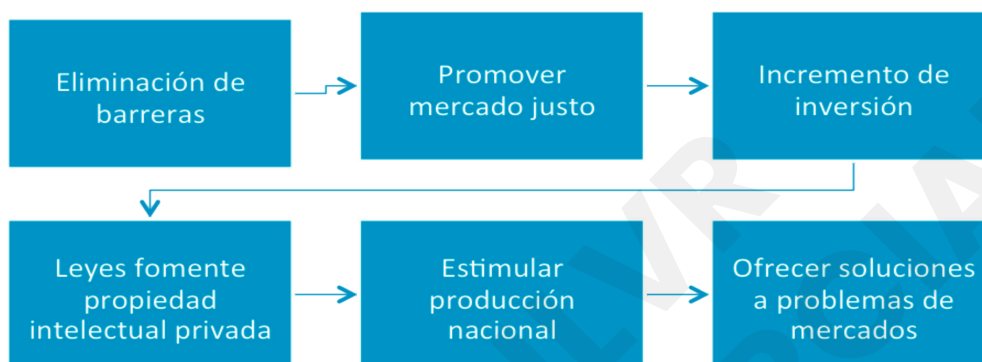 Eliminación de
barreras
Promover
mercado justo
Incremento de
inversión
Leyes fomente
propiedad
intelectual privada
Estimular
producción
nacional
Ofrecer soluciones
a problemas de
mercados